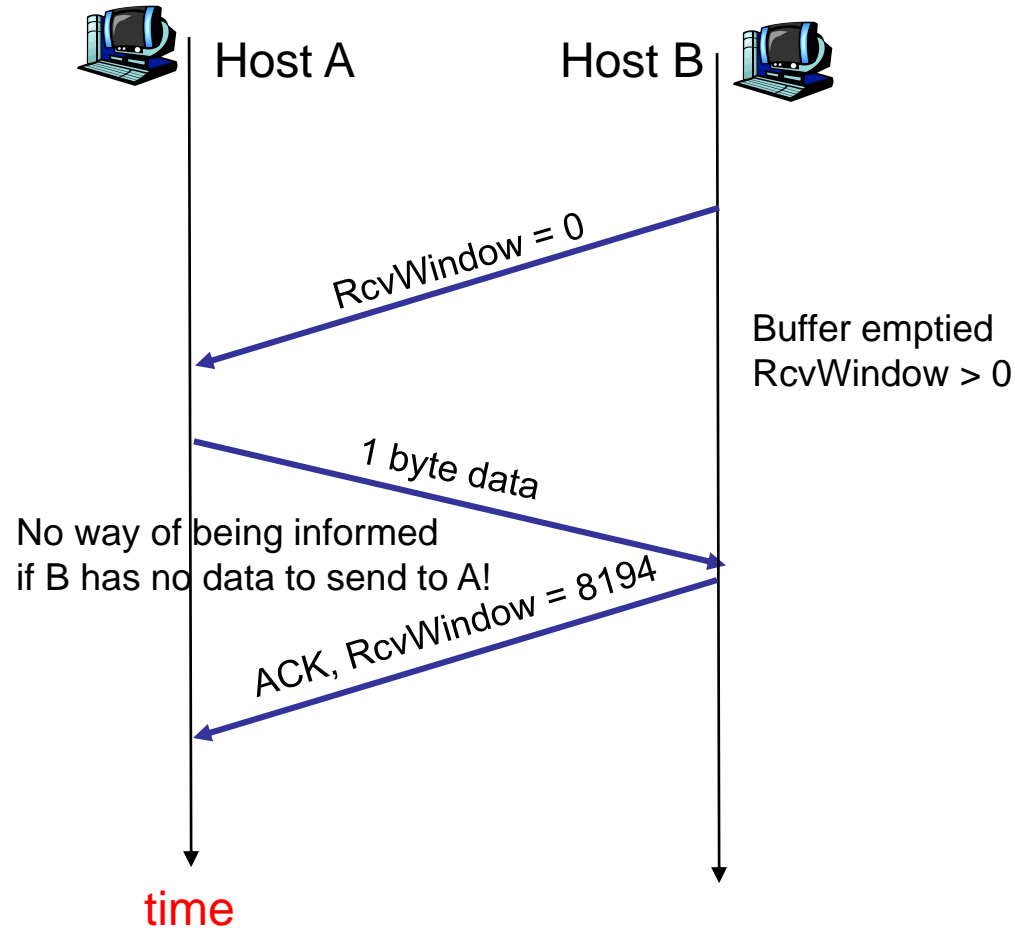 Host A
Host B
RcvWindow = 0
Buffer emptied
RcvWindow > 0
1 byte data
No way of being informed
if B has no data to send to A!
ACK, RcvWindow = 8194
time